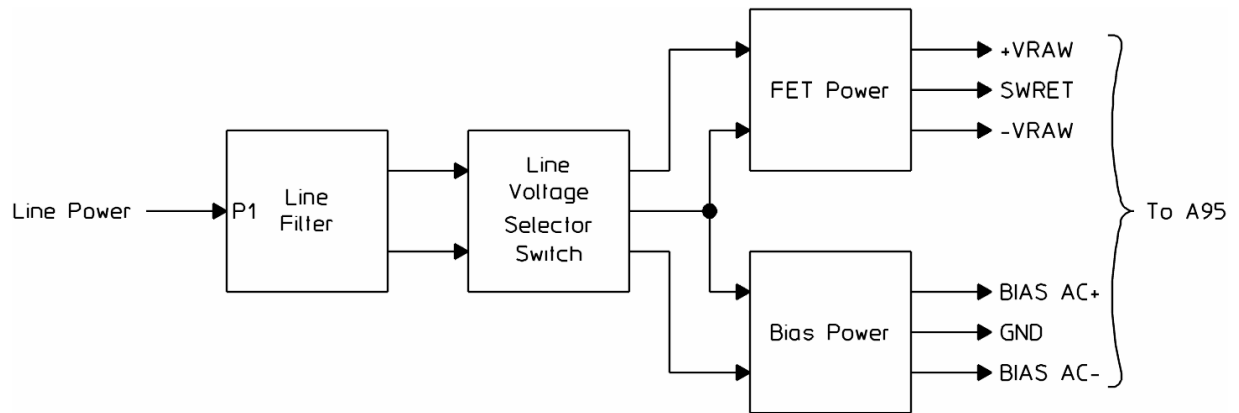 Line Power
P1
Line
Filter
Line
Voltage
Selector
Switch
FET Power
+VRAW
SWRET
-VRAW
Bias Power
BIAS AC+
GND
BIAS AC-
To A95